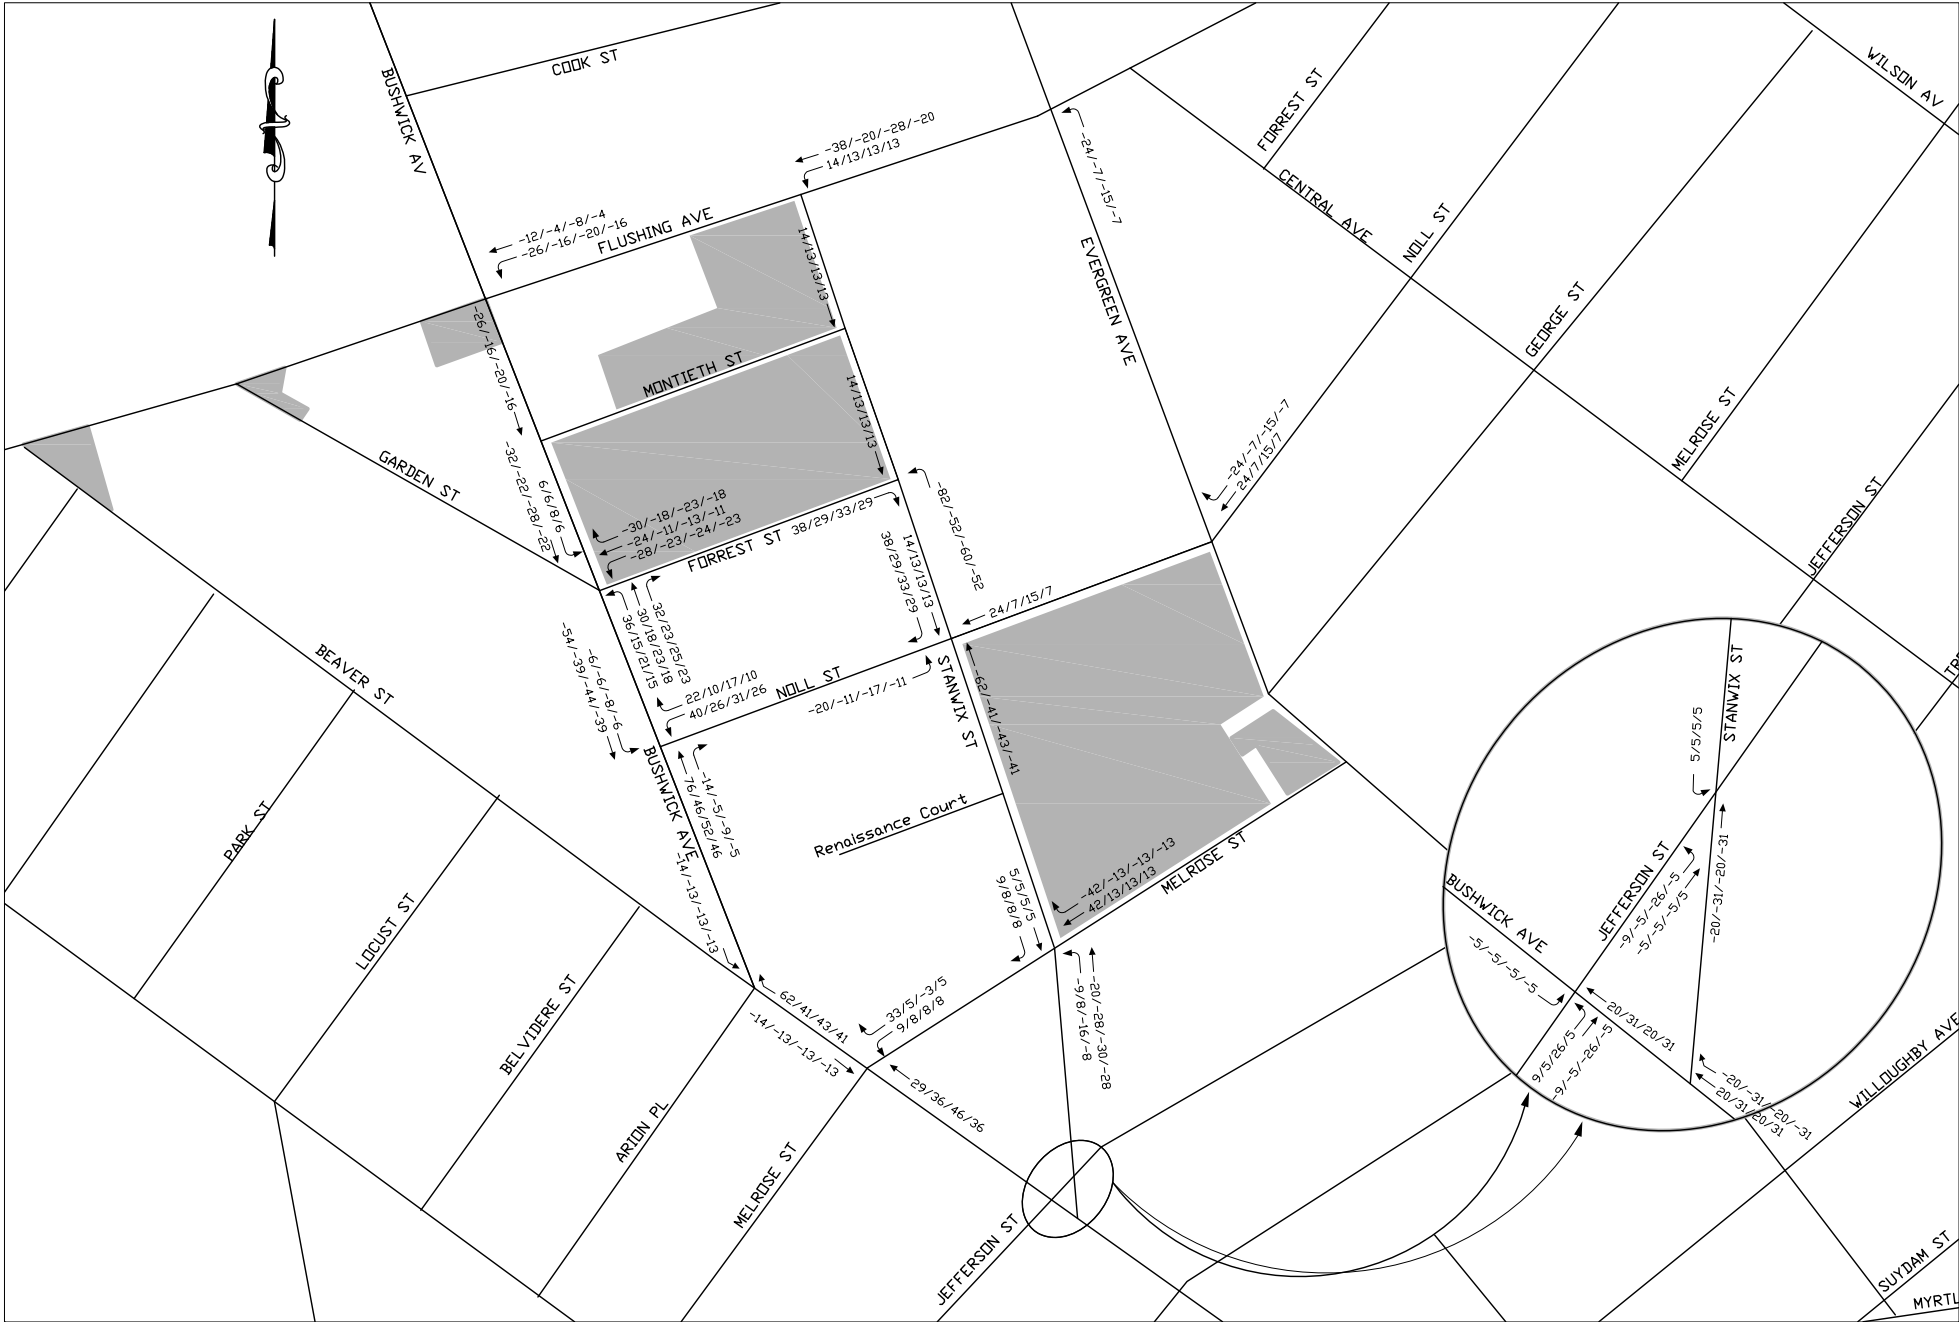 COOK ST
BUSHWICK AV
WILSON AV
FORREST ST
-38/-20/-28/-20
14/13/13/13
-24/-7/-15/-7
CENTRAL AVE
NOLL ST
-12/-4/-8/-4
-26/-16/-20/-16
FLUSHING AVE
14/13/13/13
EVERGREEN AVE
GEORGE ST
-26/-16/-20/-16
MONTIETH ST
14/13/13/13
MELROSE ST
-24/-7/-15/-7
24/7/15/7
GARDEN ST
-32/-22/-28/-22
6/6/8/6
-30/-18/-23/-18
-24/-11/-13/-11
-28/-23/-24/-23
FORREST ST
38/29/33/29
-82/-52/-60/-52
14/13/13/13
38/29/33/29
JEFFERSON ST
24/7/15/7
32/23/25/23
30/18/23/18
36/15/21/15
-6/-6/-8/-6
-54/-39/-44/-39
BEAVER ST
22/10/17/10
40/26/31/26
NOLL ST
-20/-11/-17/-11
STANWIX ST
-62/-41/-43/-41
STANWIX ST
5/5/5/5
BUSHWICK AVE
-14/-5/-9/-5
76/46/52/46
-14/-13/-13/-13
Renaissance Court
PARK ST
LOCUST ST
5/5/5/5
9/8/8/8
-42/-13/-13/-13
42/13/13/13
MELROSE ST
JEFFERSON ST
-9/-5/-26/-5
-5/-5/-5/5
-20/-31/-20/-31
BUSHWICK AVE
-5/-5/-5/-5
BELVIDERE ST
62/41/43/41
-14/-13/-13/-13
33/5/-3/5
9/8/8/8
-20/-28/-30/-28
-9/8/-16/-8
20/31/20/31
9/5/26/5
-9/-5/-26/-5
-20/-31/-20/-31
20/31/20/31
WILLOUGHBY AVE
29/36/46/36
ARION PL
MELROSE ST
JEFFERSON ST
SUYDAM ST
MYRTL